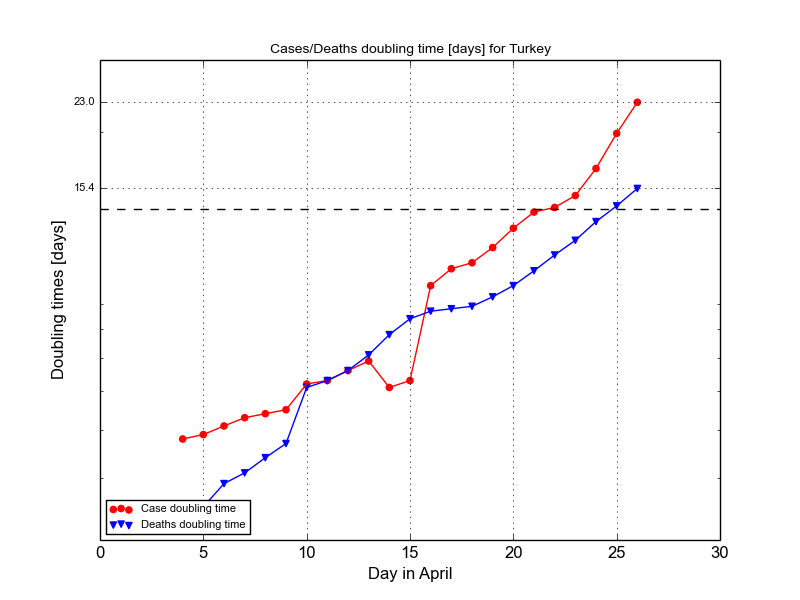 Cases/Deaths doubling time [days] for Turkey
23.0
15.4
Doubling times [days]
Case doubling time
Deaths doubling time
0 5 10 15 20 25 30
Day in April